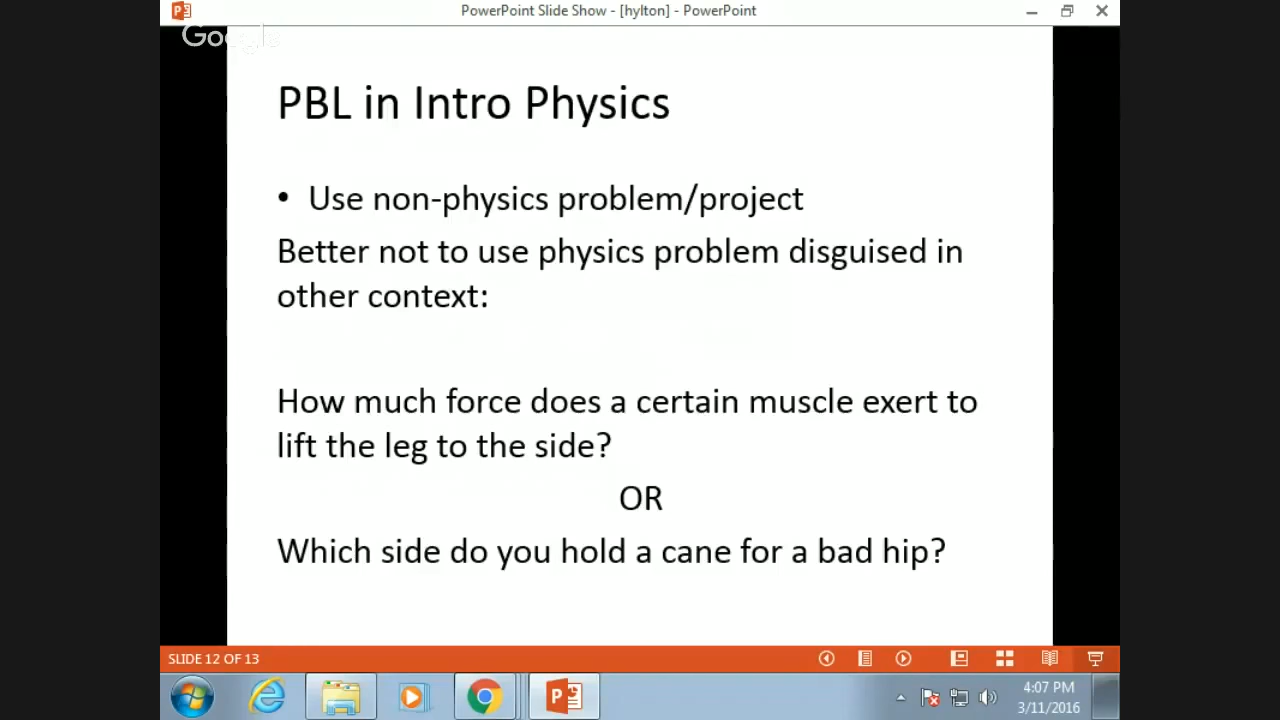 PowerPoint Slide Show - [hylton] - PowerPoint
Google
PBL in Intro Physics
• Use non-physics problem/project
Better not to use physics problem disguised in
other context:
How much force does a certain muscle exert to
lift the leg to the side?
OR
Which side do you hold a cane for a bad hip?
SLIDE 12 OF 13
4:07 PM
3/11/2016